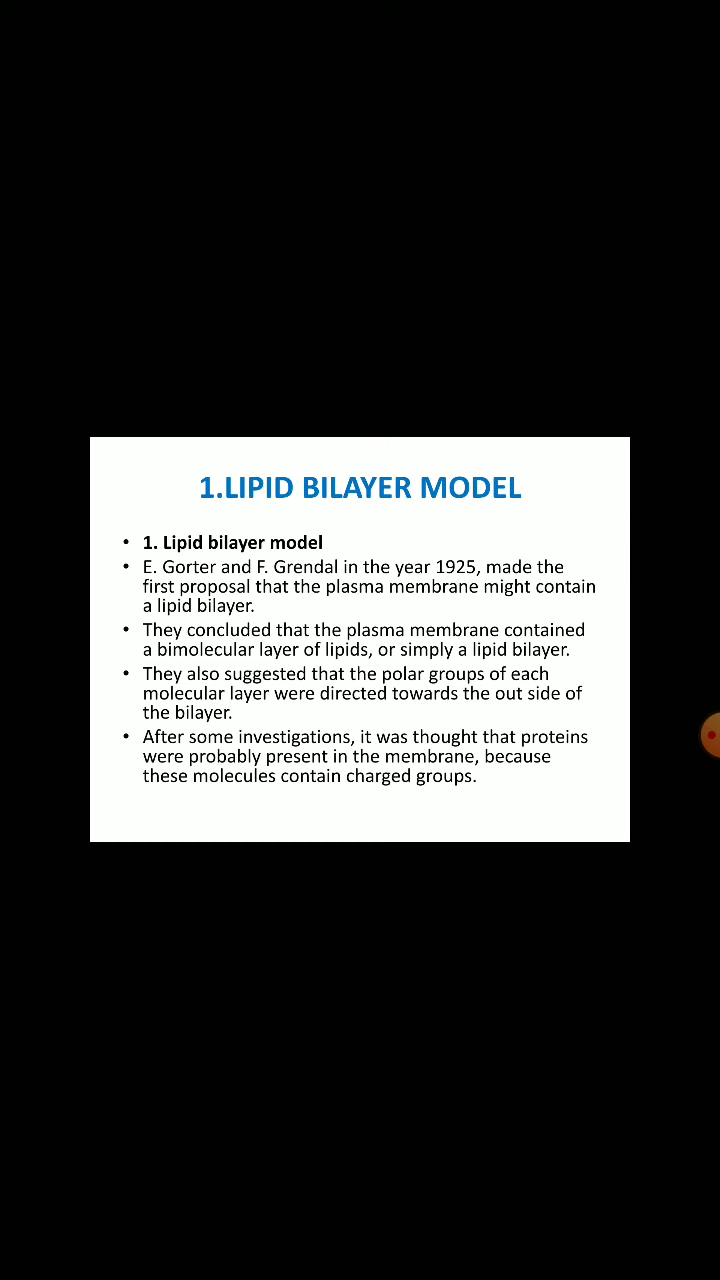 1.LIPID BILAYER MODEL
• 1. Lipid bilayer model
• E. Gorter and F. Grendal in the year 1925, made the
first proposal that the plasma membrane might contain
a lipid bilayer.
• They concluded that the plasma membrane contained
a bimolecular layer of lipids, or simply a lipid bilayer.
• They also suggested that the polar groups of each
molecular layer were directed towards the out side of
the bilayer.
• After some investigations, it was thought that proteins
were probably present in the membrane, because
these molecules contain charged groups.